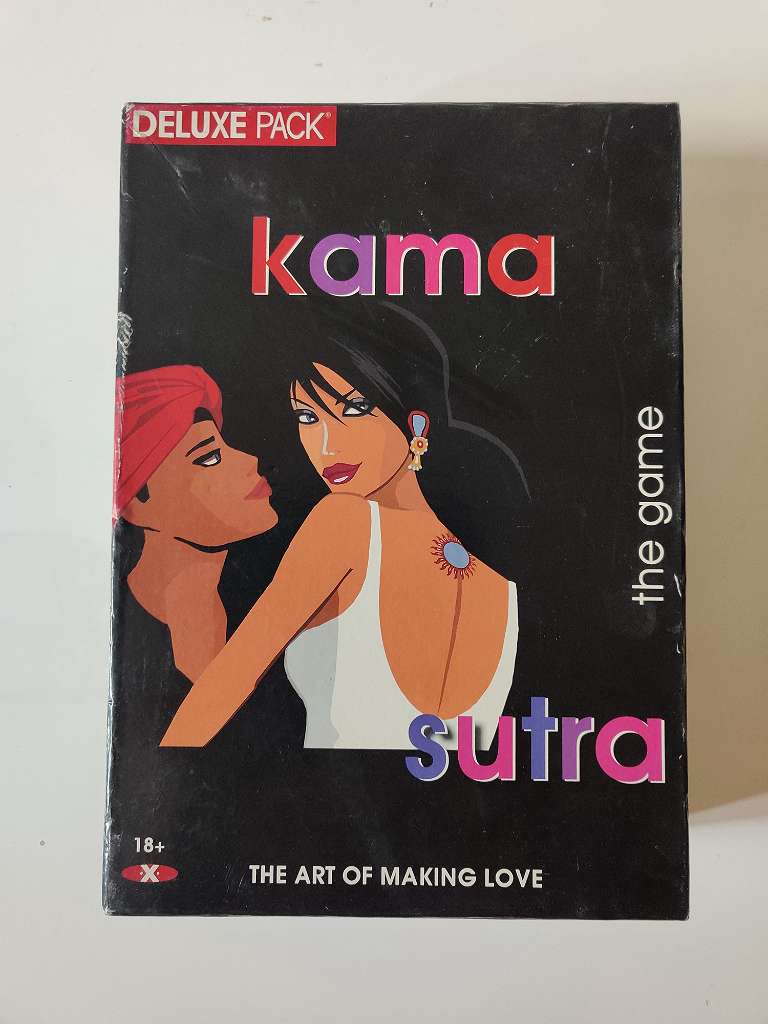 DELUXE PACK®
kama
the game
sutra
18+
·X·
THE ART OF MAKING LOVE